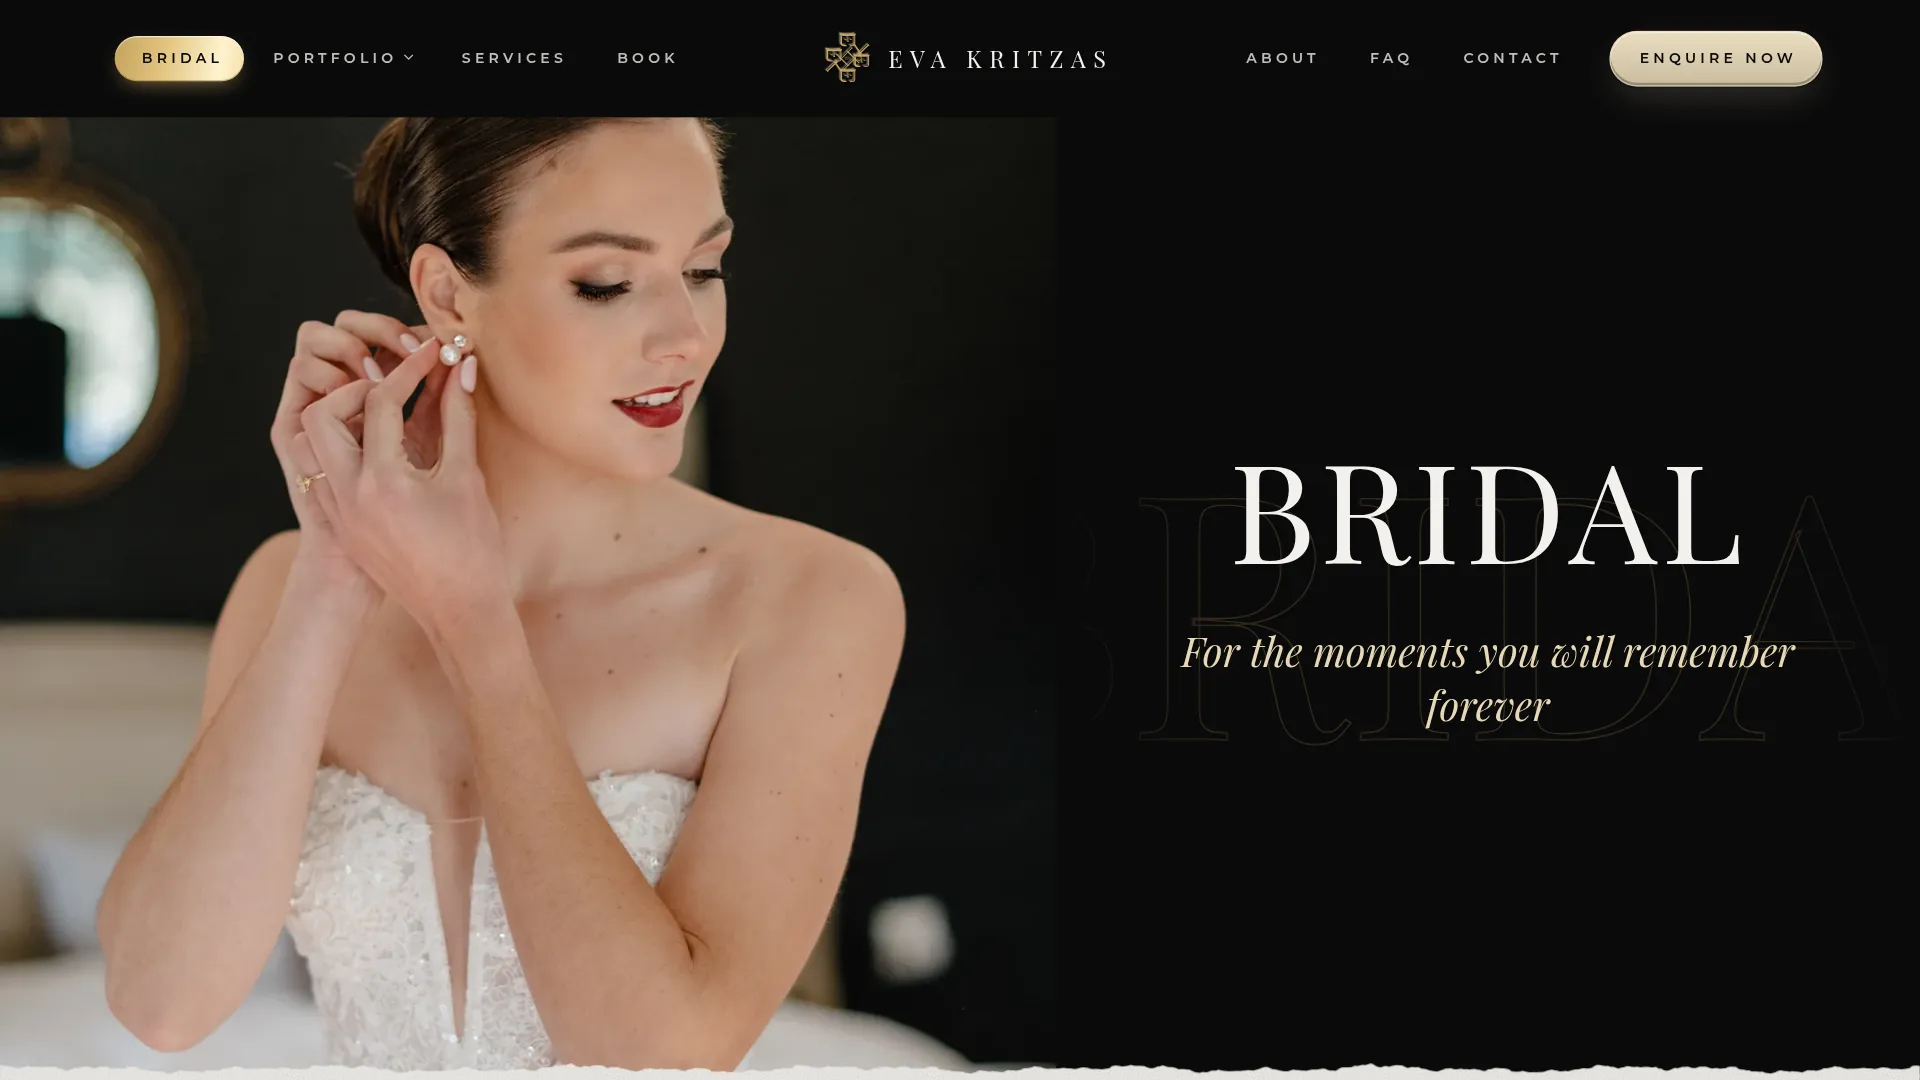 BRIDAL
PORTFOLIO
SERVICES
BOOK
EVA KRITZAS
ABOUT
FAQ
CONTACT
ENQUIRE NOW
BRIDAL
For the moments you will remember
forever
BRIDA